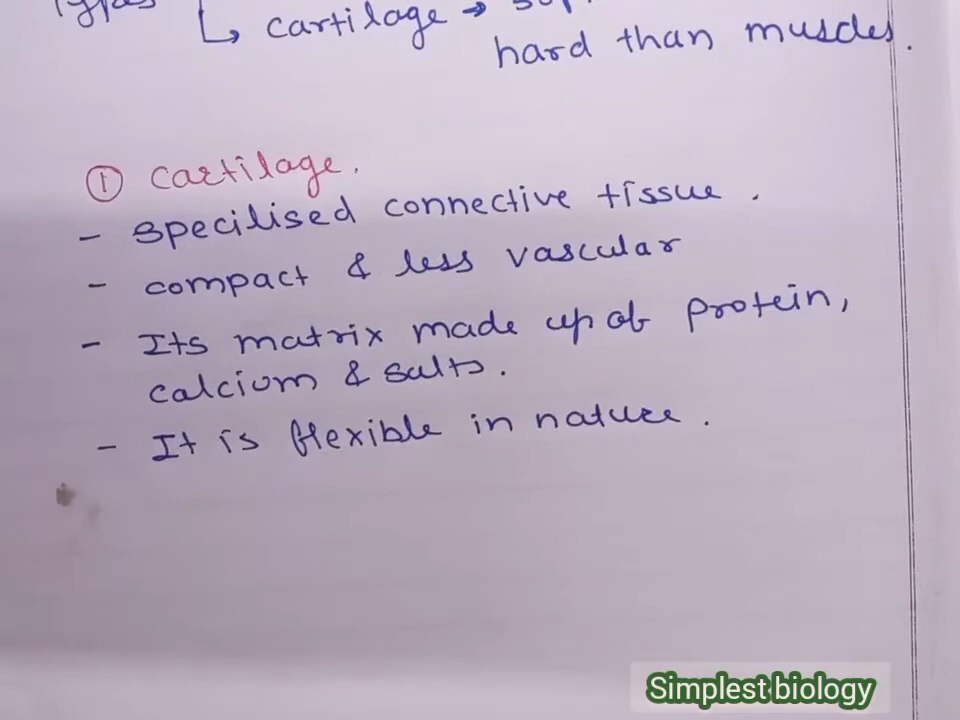 Types
↳ cartilage →
hard than muscles.
① cartilage.
- specilised connective tissue.
- compact & less vascular
- Its matrix made up of protein,
calcium & salts.
- It is flexible in nature.
Simplest biology